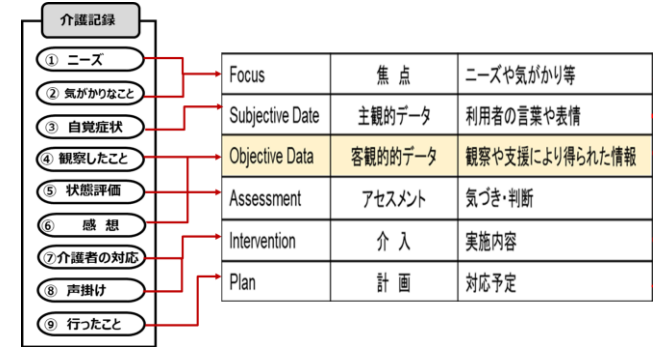 介護記録
① ニーズ
② 気がかりなこと
③ 自覚症状
④ 観察したこと
⑤ 状態評価
⑥ 感 想
⑦介護者の対応
⑧ 声掛け
⑨ 行ったこと
Focus 焦 点 ニーズや気がかり等
Subjective Date 主観的データ 利用者の言葉や表情
Objective Data 客観的的データ 観察や支援により得られた情報
Assessment アセスメント 気づき・判断
Intervention 介 入 実施内容
Plan 計 画 対応予定